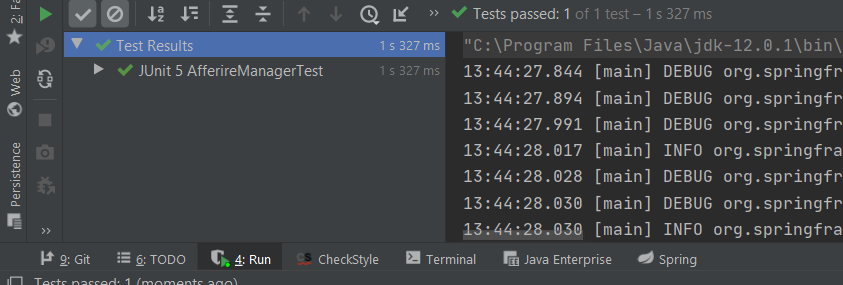 2: Fa
Web
Persistence
Tests passed: 1 of 1 test – 1 s 327 ms
Test Results 1 s 327 ms
JUnit 5 AfferireManagerTest 1 s 327 ms
"C:\Program Files\Java\jdk-12.0.1\bin\
13:44:27.844 [main] DEBUG org.springfr
13:44:27.894 [main] DEBUG org.springfr
13:44:27.991 [main] DEBUG org.springfr
13:44:28.017 [main] INFO org.springfra
13:44:28.028 [main] DEBUG org.springfr
13:44:28.030 [main] DEBUG org.springfr
13:44:28.030 [main] INFO org.springfra
9: Git 6: TODO 4: Run CheckStyle Terminal Java Enterprise Spring
Tests passed: 1 (moments ago)